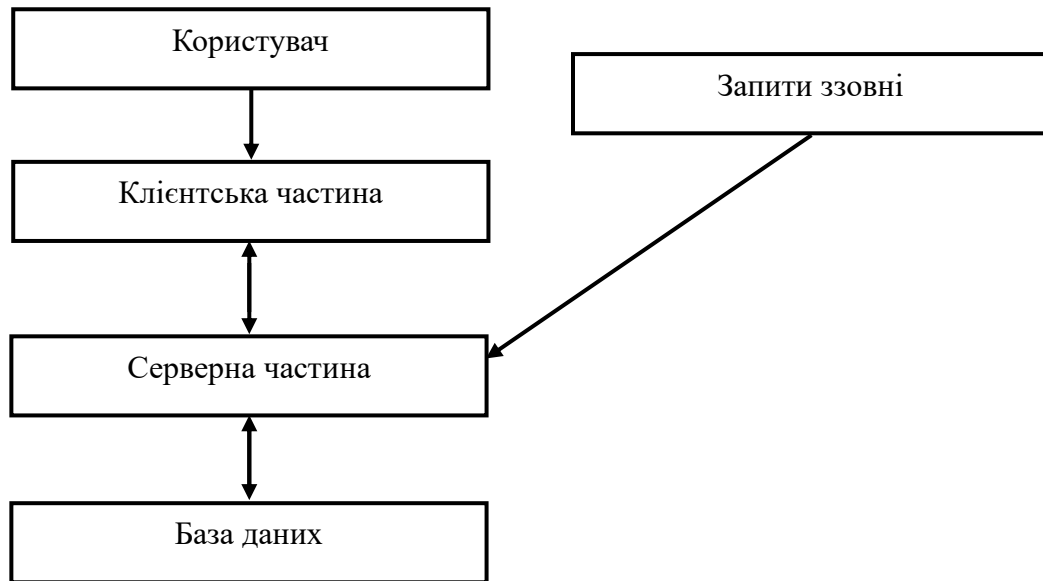 Користувач
Запити ззовні
Клієнтська частина
Серверна частина
База даних